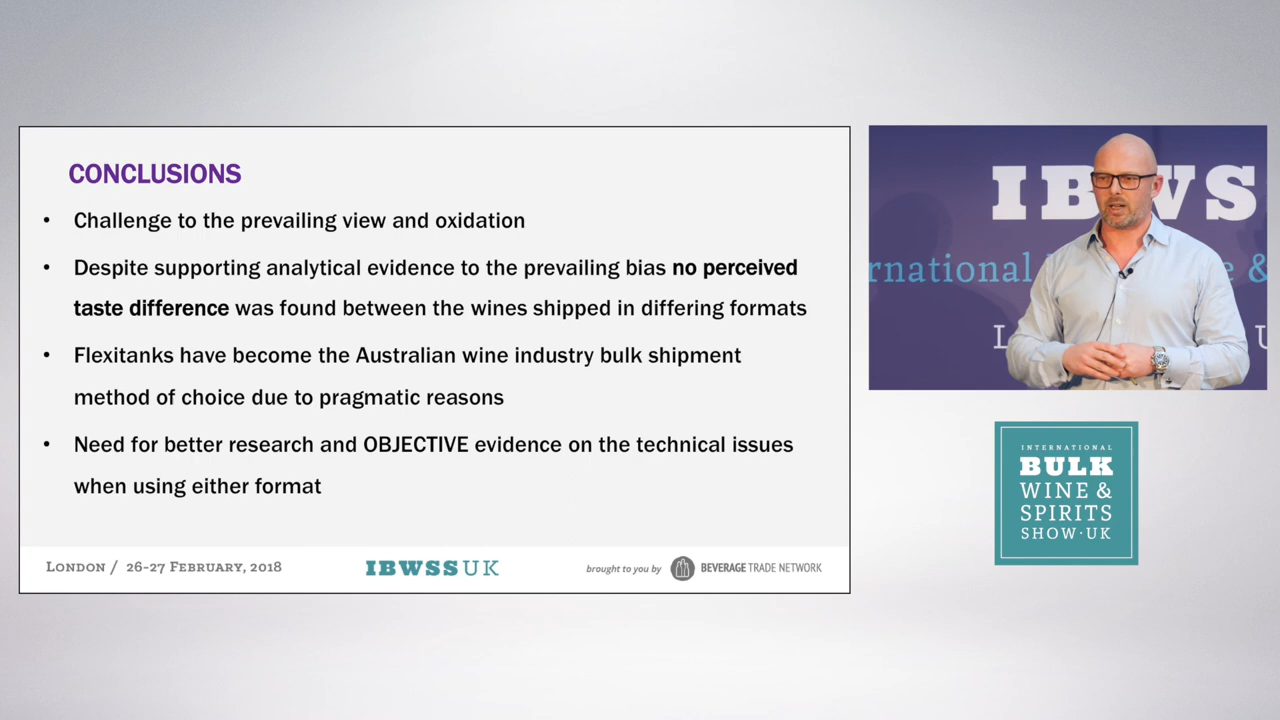 CONCLUSIONS
• Challenge to the prevailing view and oxidation
• Despite supporting analytical evidence to the prevailing bias no perceived
taste difference was found between the wines shipped in differing formats
• Flexitanks have become the Australian wine industry bulk shipment
method of choice due to pragmatic reasons
• Need for better research and OBJECTIVE evidence on the technical issues
when using either format
LONDON / 26-27 FEBRUARY, 2018
IBWSS UK
brought to you by
BEVERAGE TRADE NETWORK
IBWS
rnational
&
L
U
INTERNATIONAL
BULK
WINE &
SPIRITS
SHOW·UK